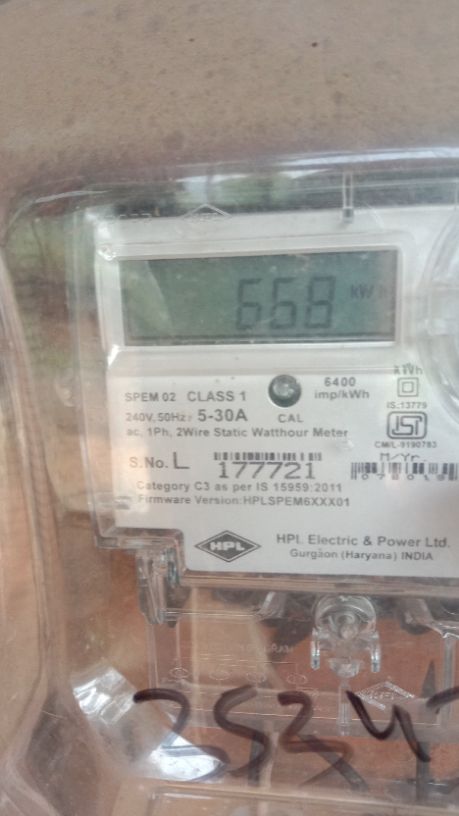 668 kWh
6400
imp/kWh
kWh
IS:13779
SPEM 02 CLASS 1
240V, 50Hz, 5-30A CAL
CM/L-9190783
ac, 1Ph, 2Wire Static Watthour Meter
S.No. L 177721
M/Yr.
Category C3 as per IS 15959:2011
Firmware Version:HPLSPEM6XXX01
HPL
HPL Electric & Power Ltd.
Gurgaon (Haryana) INDIA